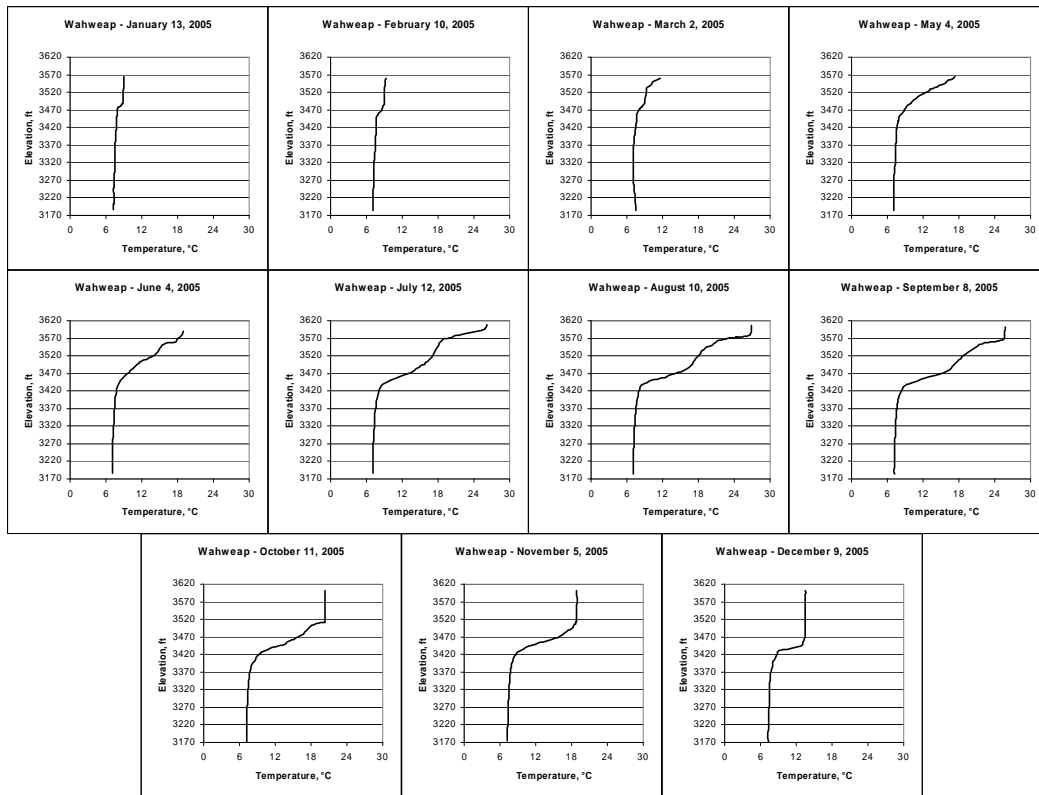 Wahweap - January 13, 2005
3620
3570
3520
3470
3420
3370
3320
3270
3220
3170
Elevation, ft
0 6 12 18 24 30
Temperature, °C
Wahweap - February 10, 2005
3620
3570
3520
3470
3420
3370
3320
3270
3220
3170
Elevation, ft
0 6 12 18 24 30
Temperature, °C
Wahweap - March 2, 2005
3620
3570
3520
3470
3420
3370
3320
3270
3220
3170
Elevation, ft
0 6 12 18 24 30
Temperature, °C
Wahweap - May 4, 2005
3620
3570
3520
3470
3420
3370
3320
3270
3220
3170
Elevation, ft
0 6 12 18 24 30
Temperature, °C
Wahweap - June 4, 2005
3620
3570
3520
3470
3420
3370
3320
3270
3220
3170
Elevation, ft
0 6 12 18 24 30
Temperature, °C
Wahweap - July 12, 2005
3620
3570
3520
3470
3420
3370
3320
3270
3220
3170
Elevation, ft
0 6 12 18 24 30
Temperature, °C
Wahweap - August 10, 2005
3620
3570
3520
3470
3420
3370
3320
3270
3220
3170
Elevation, ft
0 6 12 18 24 30
Temperature, °C
Wahweap - September 8, 2005
3620
3570
3520
3470
3420
3370
3320
3270
3220
3170
Elevation, ft
0 6 12 18 24 30
Temperature, °C
Wahweap - October 11, 2005
3620
3570
3520
3470
3420
3370
3320
3270
3220
3170
Elevation, ft
0 6 12 18 24 30
Temperature, °C
Wahweap - November 5, 2005
3620
3570
3520
3470
3420
3370
3320
3270
3220
3170
Elevation, ft
0 6 12 18 24 30
Temperature, °C
Wahweap - December 9, 2005
3620
3570
3520
3470
3420
3370
3320
3270
3220
3170
Elevation, ft
0 6 12 18 24 30
Temperature, °C